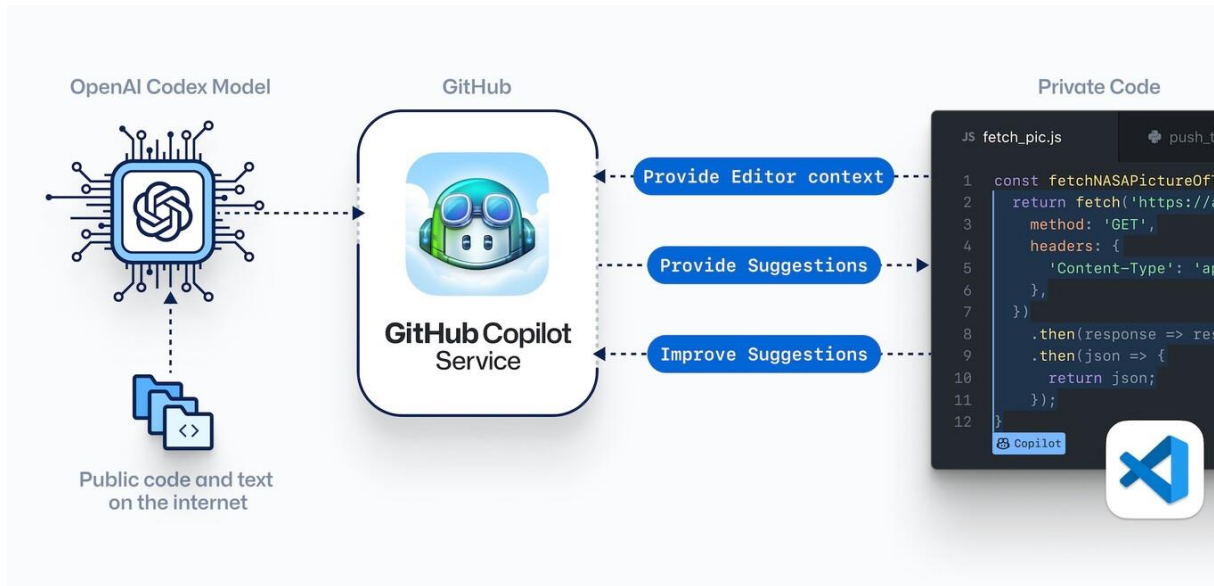 OpenAI Codex Model
GitHub
Private Code
JS fetch_pic.js
Provide Editor context
1 const fetchNASAPictureOf
2 return fetch('https://
3 method: 'GET',
4 headers: {
Provide Suggestions
5 'Content-Type':
6 },
7 })
GitHub Copilot
Service
8 .then(response =>
Improve Suggestions
9 .then(json => {
10 return json;
11 });
12 }
Copilot
<>
Public code and text
on the internet